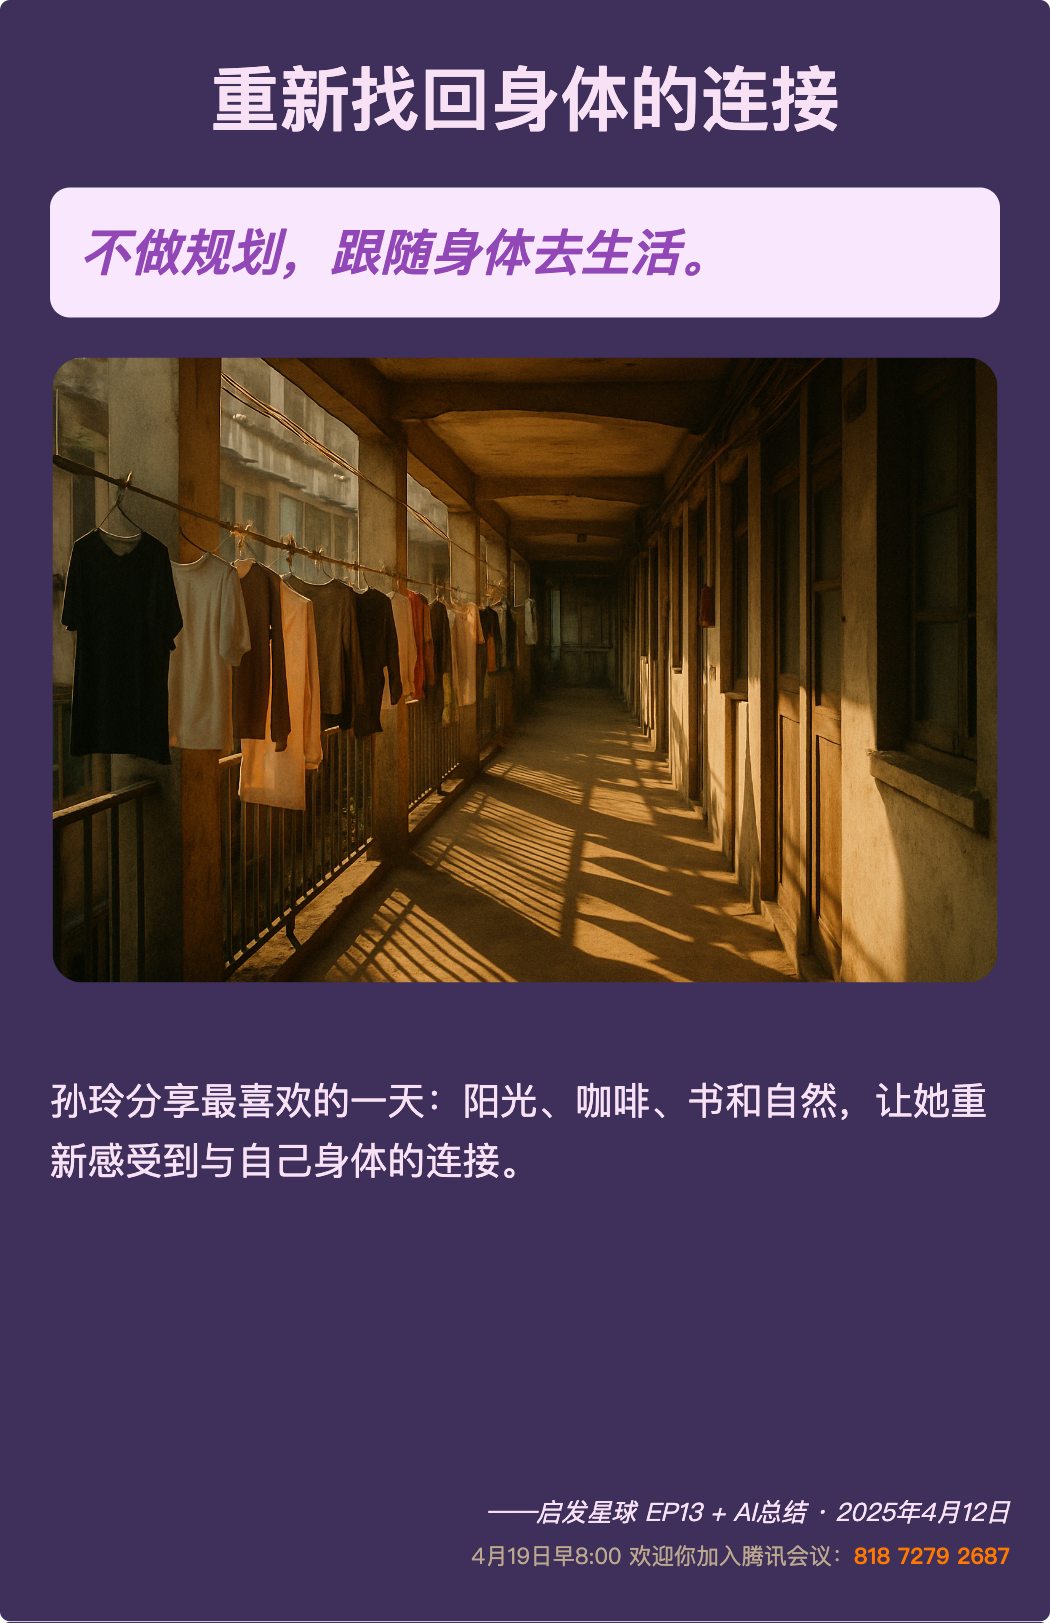 重新找回身体的连接
不做规划，跟随身体去生活。
孙玲分享最喜欢的一天：阳光、咖啡、书和自然，让她重
新感受到与自己身体的连接。
——启发星球 EP13 + AI总结 · 2025年4月12日
4月19日早8:00 欢迎你加入腾讯会议：818 7279 2687